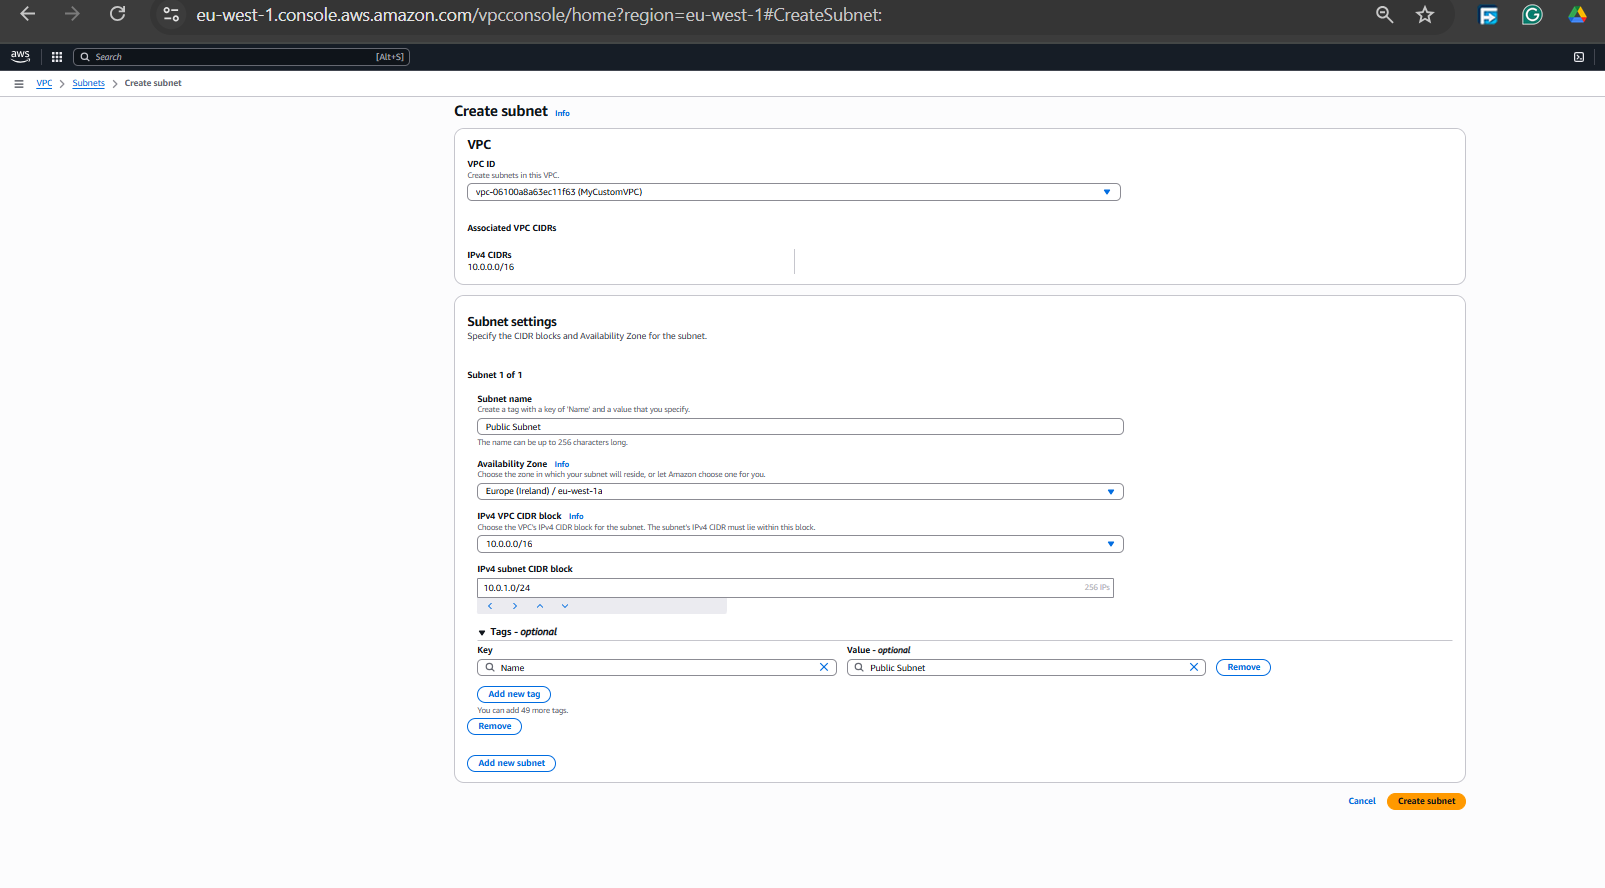 eu-west-1.console.aws.amazon.com/vpcconsole/home?region=eu-west-1#CreateSubnet:
aws
Search [Alt+S]
VPC > Subnets > Create subnet
Create subnet Info
VPC
VPC ID
Create subnets in this VPC.
vpc-06100a8a63ec11f63 (MyCustomVPC)
Associated VPC CIDRs
IPv4 CIDRs
10.0.0.0/16
Subnet settings
Specify the CIDR blocks and Availability Zone for the subnet.
Subnet 1 of 1
Subnet name
Create a tag with a key of 'Name' and a value that you specify.
Public Subnet
The name can be up to 256 characters long.
Availability Zone Info
Choose the zone in which your subnet will reside, or let Amazon choose one for you.
Europe (Ireland) / eu-west-1a
IPv4 VPC CIDR block Info
Choose the VPC's IPv4 CIDR block for the subnet. The subnet's IPv4 CIDR must lie within this block.
10.0.0.0/16
IPv4 subnet CIDR block
10.0.1.0/24 256 IPs
Tags - optional
Key Value - optional
Name Public Subnet Remove
Add new tag
You can add 49 more tags.
Remove
Add new subnet
Cancel Create subnet